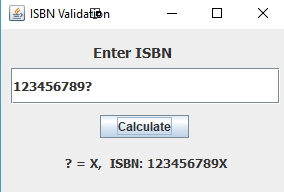 ISBN Validation
Enter ISBN
123456789?
Calculate
? = X, ISBN: 123456789X